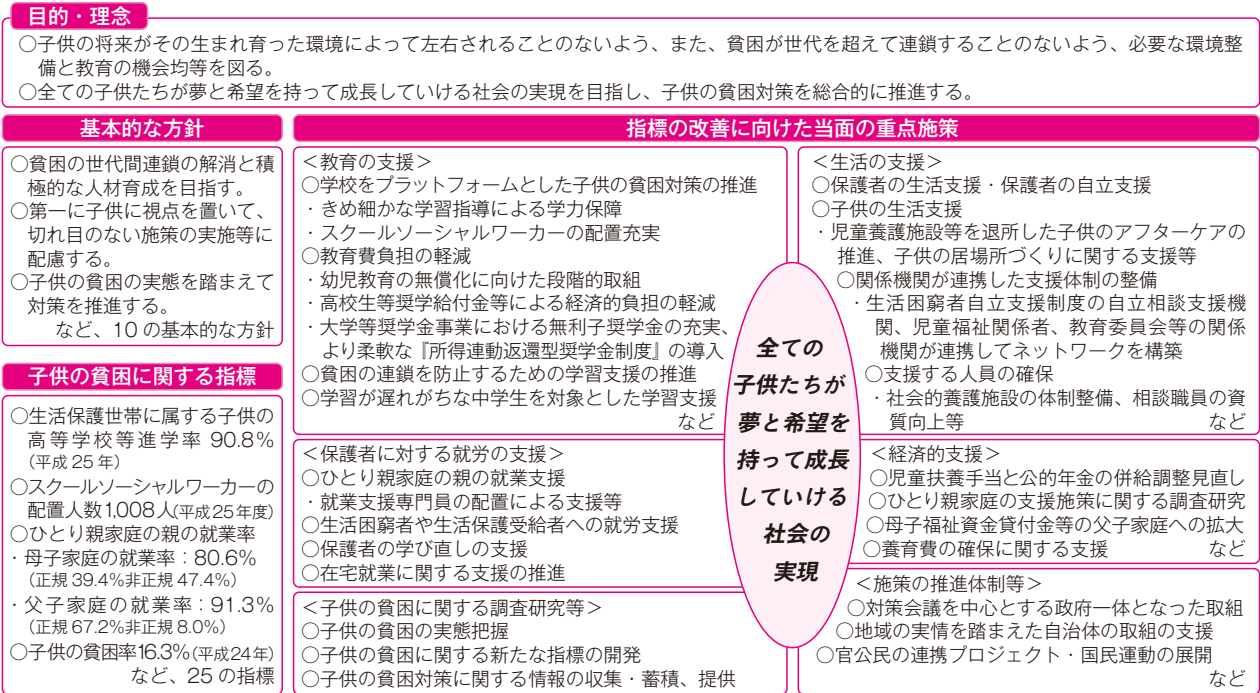 目的・理念
○子供の将来がその生まれ育った環境によって左右されることのないよう、また、貧困が世代を超えて連鎖することのないよう、必要な環境整
備と教育の機会均等を図る。
○全ての子供たちが夢と希望を持って成長していける社会の実現を目指し、子供の貧困対策を総合的に推進する。
基本的な方針
○貧困の世代間連鎖の解消と積
極的な人材育成を目指す。
○第一に子供に視点を置いて、
切れ目のない施策の実施等に
配慮する。
○子供の貧困の実態を踏まえて
対策を推進する。
など、10 の基本的な方針
子供の貧困に関する指標
○生活保護世帯に属する子供の
高等学校等進学率 90.8%
(平成 25 年)
○スクールソーシャルワーカーの
配置人数1,008人(平成25年度)
○ひとり親家庭の親の就業率
・母子家庭の就業率：80.6%
(正規 39.4%非正規 47.4%)
・父子家庭の就業率：91.3%
(正規 67.2%非正規 8.0%)
○子供の貧困率16.3%(平成24年)
など、25 の指標
指標の改善に向けた当面の重点施策
＜教育の支援＞
○学校をプラットフォームとした子供の貧困対策の推進
・きめ細かな学習指導による学力保障
・スクールソーシャルワーカーの配置充実
○教育費負担の軽減
・幼児教育の無償化に向けた段階的取組
・高校生等奨学給付金等による経済的負担の軽減
・大学等奨学金事業における無利子奨学金の充実、
より柔軟な『所得連動返還型奨学金制度』の導入
○貧困の連鎖を防止するための学習支援の推進
○学習が遅れがちな中学生を対象とした学習支援
など
＜生活の支援＞
○保護者の生活支援・保護者の自立支援
○子供の生活支援
・児童養護施設等を退所した子供のアフターケアの
推進、子供の居場所づくりに関する支援等
○関係機関が連携した支援体制の整備
・生活困窮者自立支援制度の自立相談支援機
関、児童福祉関係者、教育委員会等の関係
機関が連携してネットワークを構築
○支援する人員の確保
・社会的養護施設の体制整備、相談職員の資
質向上等 など
＜保護者に対する就労の支援＞
○ひとり親家庭の親の就業支援
・就業支援専門員の配置による支援等
○生活困窮者や生活保護受給者への就労支援
○保護者の学び直しの支援
○在宅就業に関する支援の推進
＜経済的支援＞
○児童扶養手当と公的年金の併給調整見直し
○ひとり親家庭の支援施策に関する調査研究
○母子福祉資金貸付金等の父子家庭への拡大
○養育費の確保に関する支援 など
＜子供の貧困に関する調査研究等＞
○子供の貧困の実態把握
○子供の貧困に関する新たな指標の開発
○子供の貧困対策に関する情報の収集・蓄積、提供
＜施策の推進体制等＞
○対策会議を中心とする政府一体となった取組
○地域の実情を踏まえた自治体の取組の支援
○官公民の連携プロジェクト・国民運動の展開
など
全ての
子供たちが
夢と希望を
持って成長
していける
社会の
実現